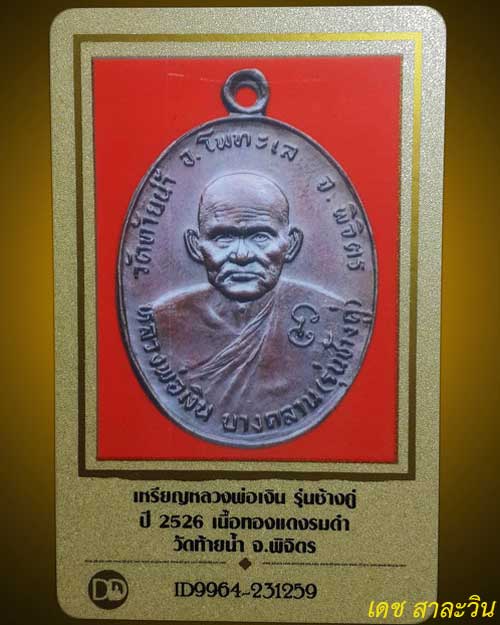 วัดท้ายน้ำ อ.โพทะเล จ.พิจิตร
หลวงพ่อเงิน บางคลาน(รุ่นช้างคู่)
เหรียญหลวงพ่อเงิน รุ่นช้างคู่
ปี 2526 เนื้อทองแดงรมดำ
วัดท้ายน้ำ จ.พิจิตร
DD
ID9964-231259
เดช สาละวิน